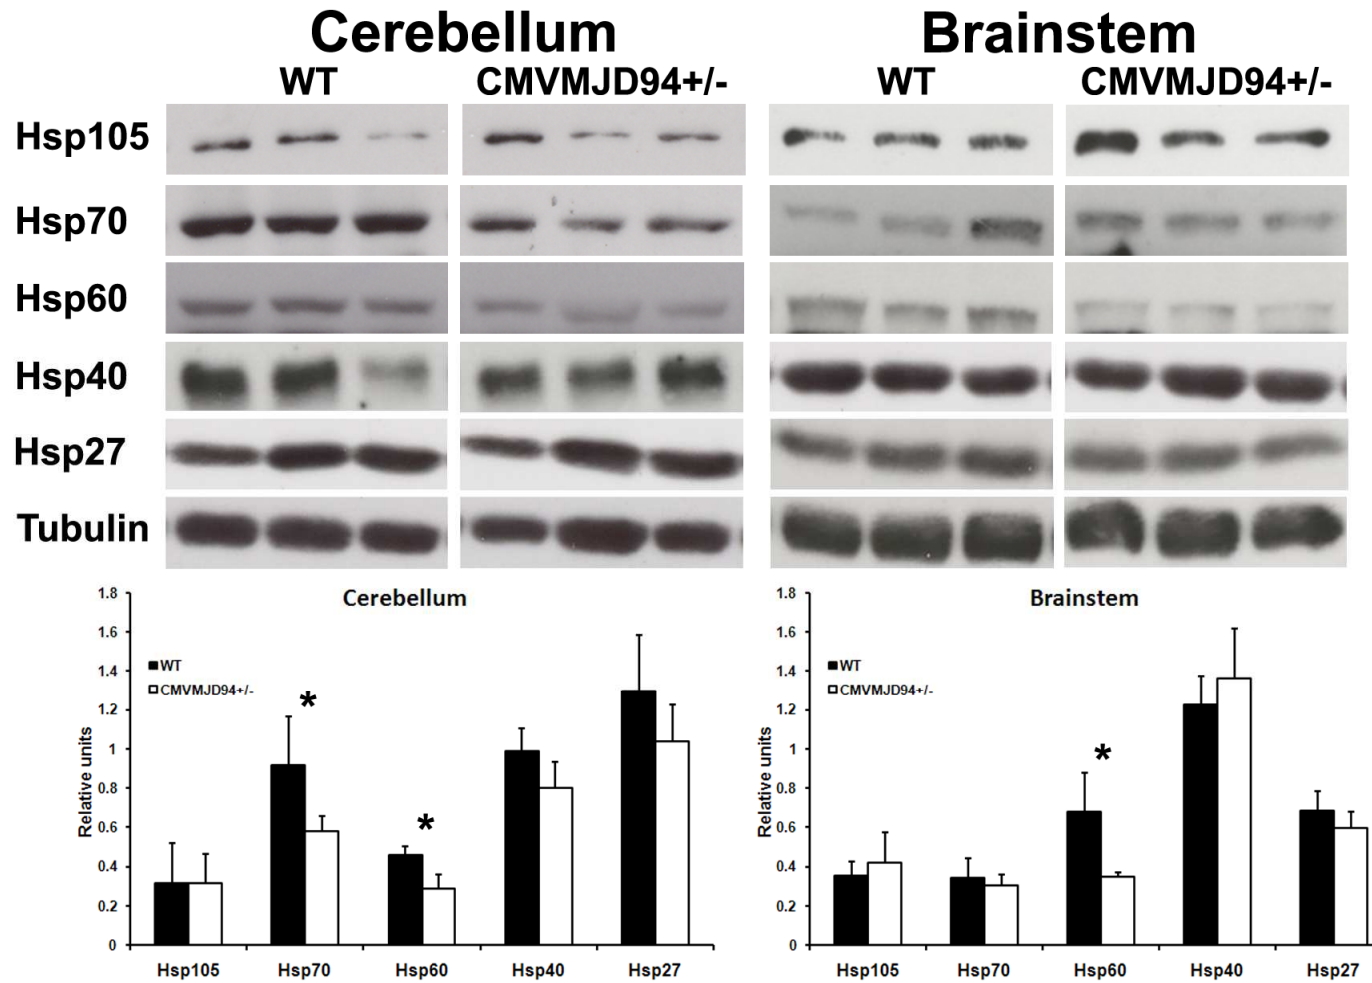 Cerebellum Brainstem
WT CMVMJD94+/- WT CMVMJD94+/-
Hsp105
Hsp70
Hsp60
Hsp40
Hsp27
Tubulin
Cerebellum
1.8
1.6
1.4
1.2
1
0.8
0.6
0.4
0.2
0
Relative units
WT
CMVMJD94+/-
*
*
Hsp105 Hsp70 Hsp60 Hsp40 Hsp27
Brainstem
1.8
1.6
1.4
1.2
1
0.8
0.6
0.4
0.2
0
Relative units
WT
CMVMJD94+/-
*
Hsp105 Hsp70 Hsp60 Hsp40 Hsp27